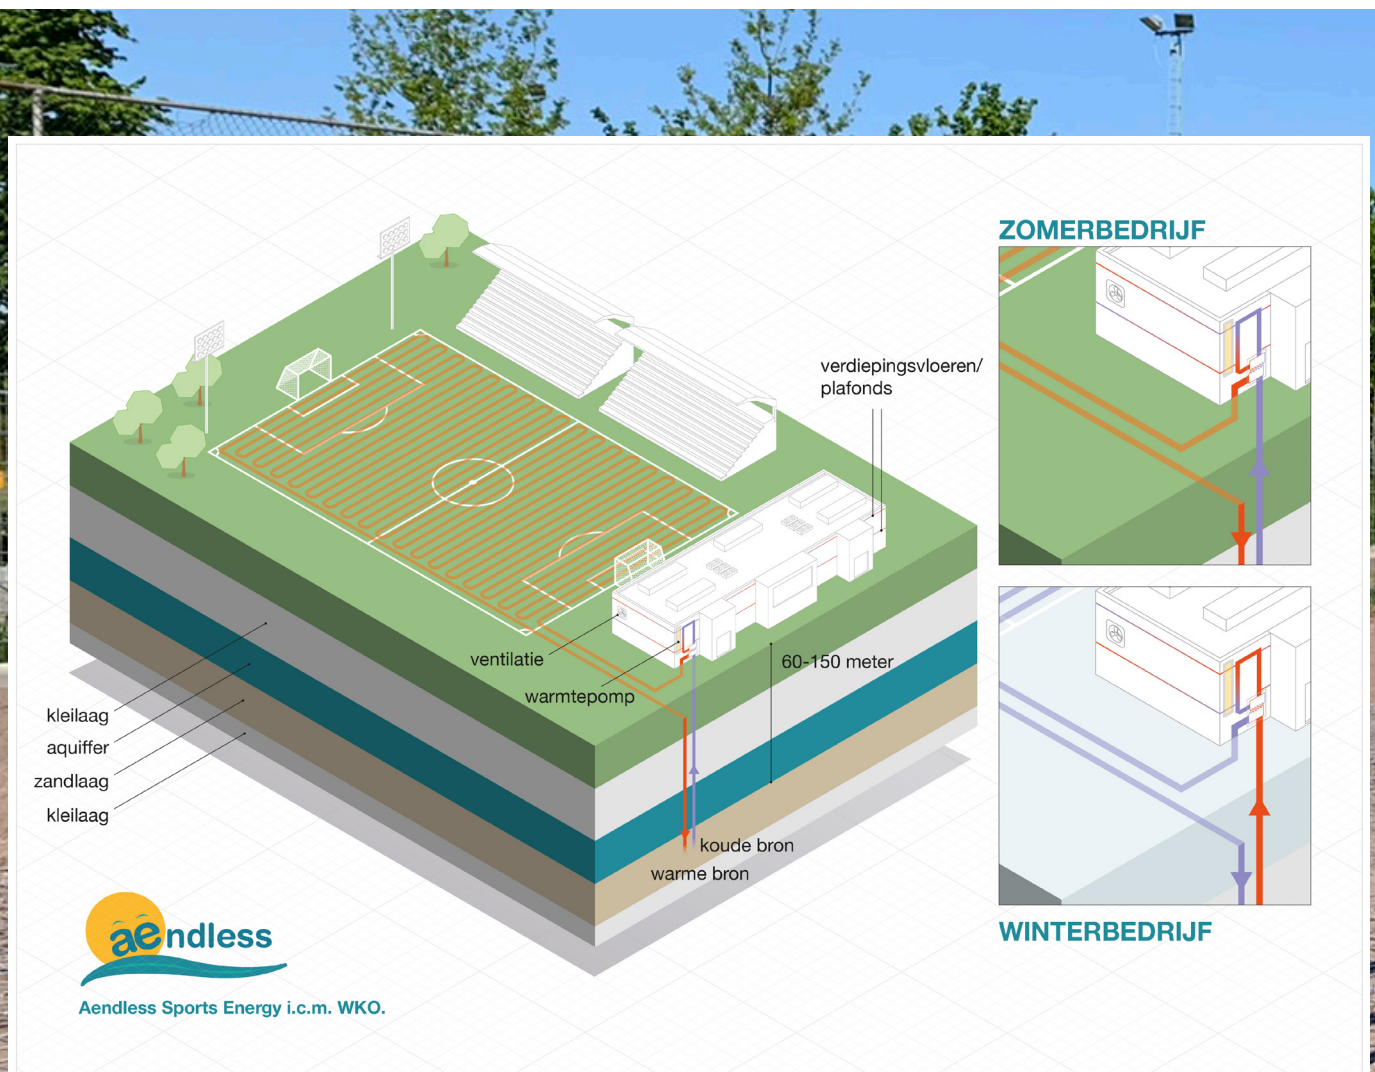 ZOMERBEDRIJF
verdiepingsvloeren/
plafonds
ventilatie
warmtepomp
60-150 meter
kleilaag
aquiffer
zandlaag
kleilaag
koude bron
warme bron
WINTERBEDRIJF
aendless
Aendless Sports Energy i.c.m. WKO.